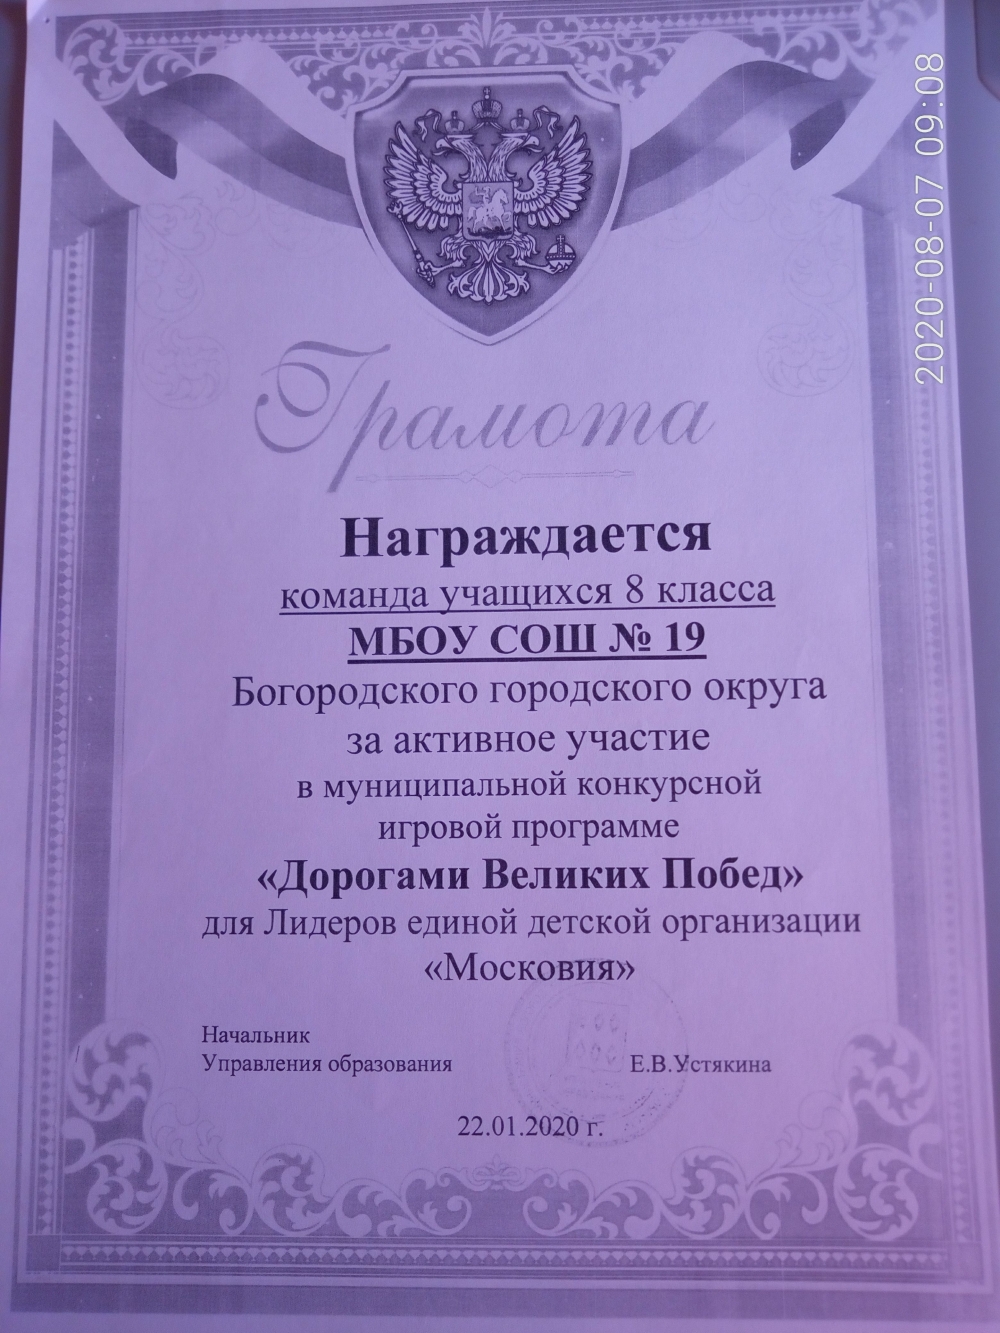 2020-08-07 09:08
Грамота
Награждается
команда учащихся 8 класса
МБОУ СОШ № 19
Богородского городского округа
за активное участие
в муниципальной конкурсной
игровой программе
«Дорогами Великих Побед»
для Лидеров единой детской организации
«Московия»
Начальник
Управления образования
Е.В.Устякина
22.01.2020 г.